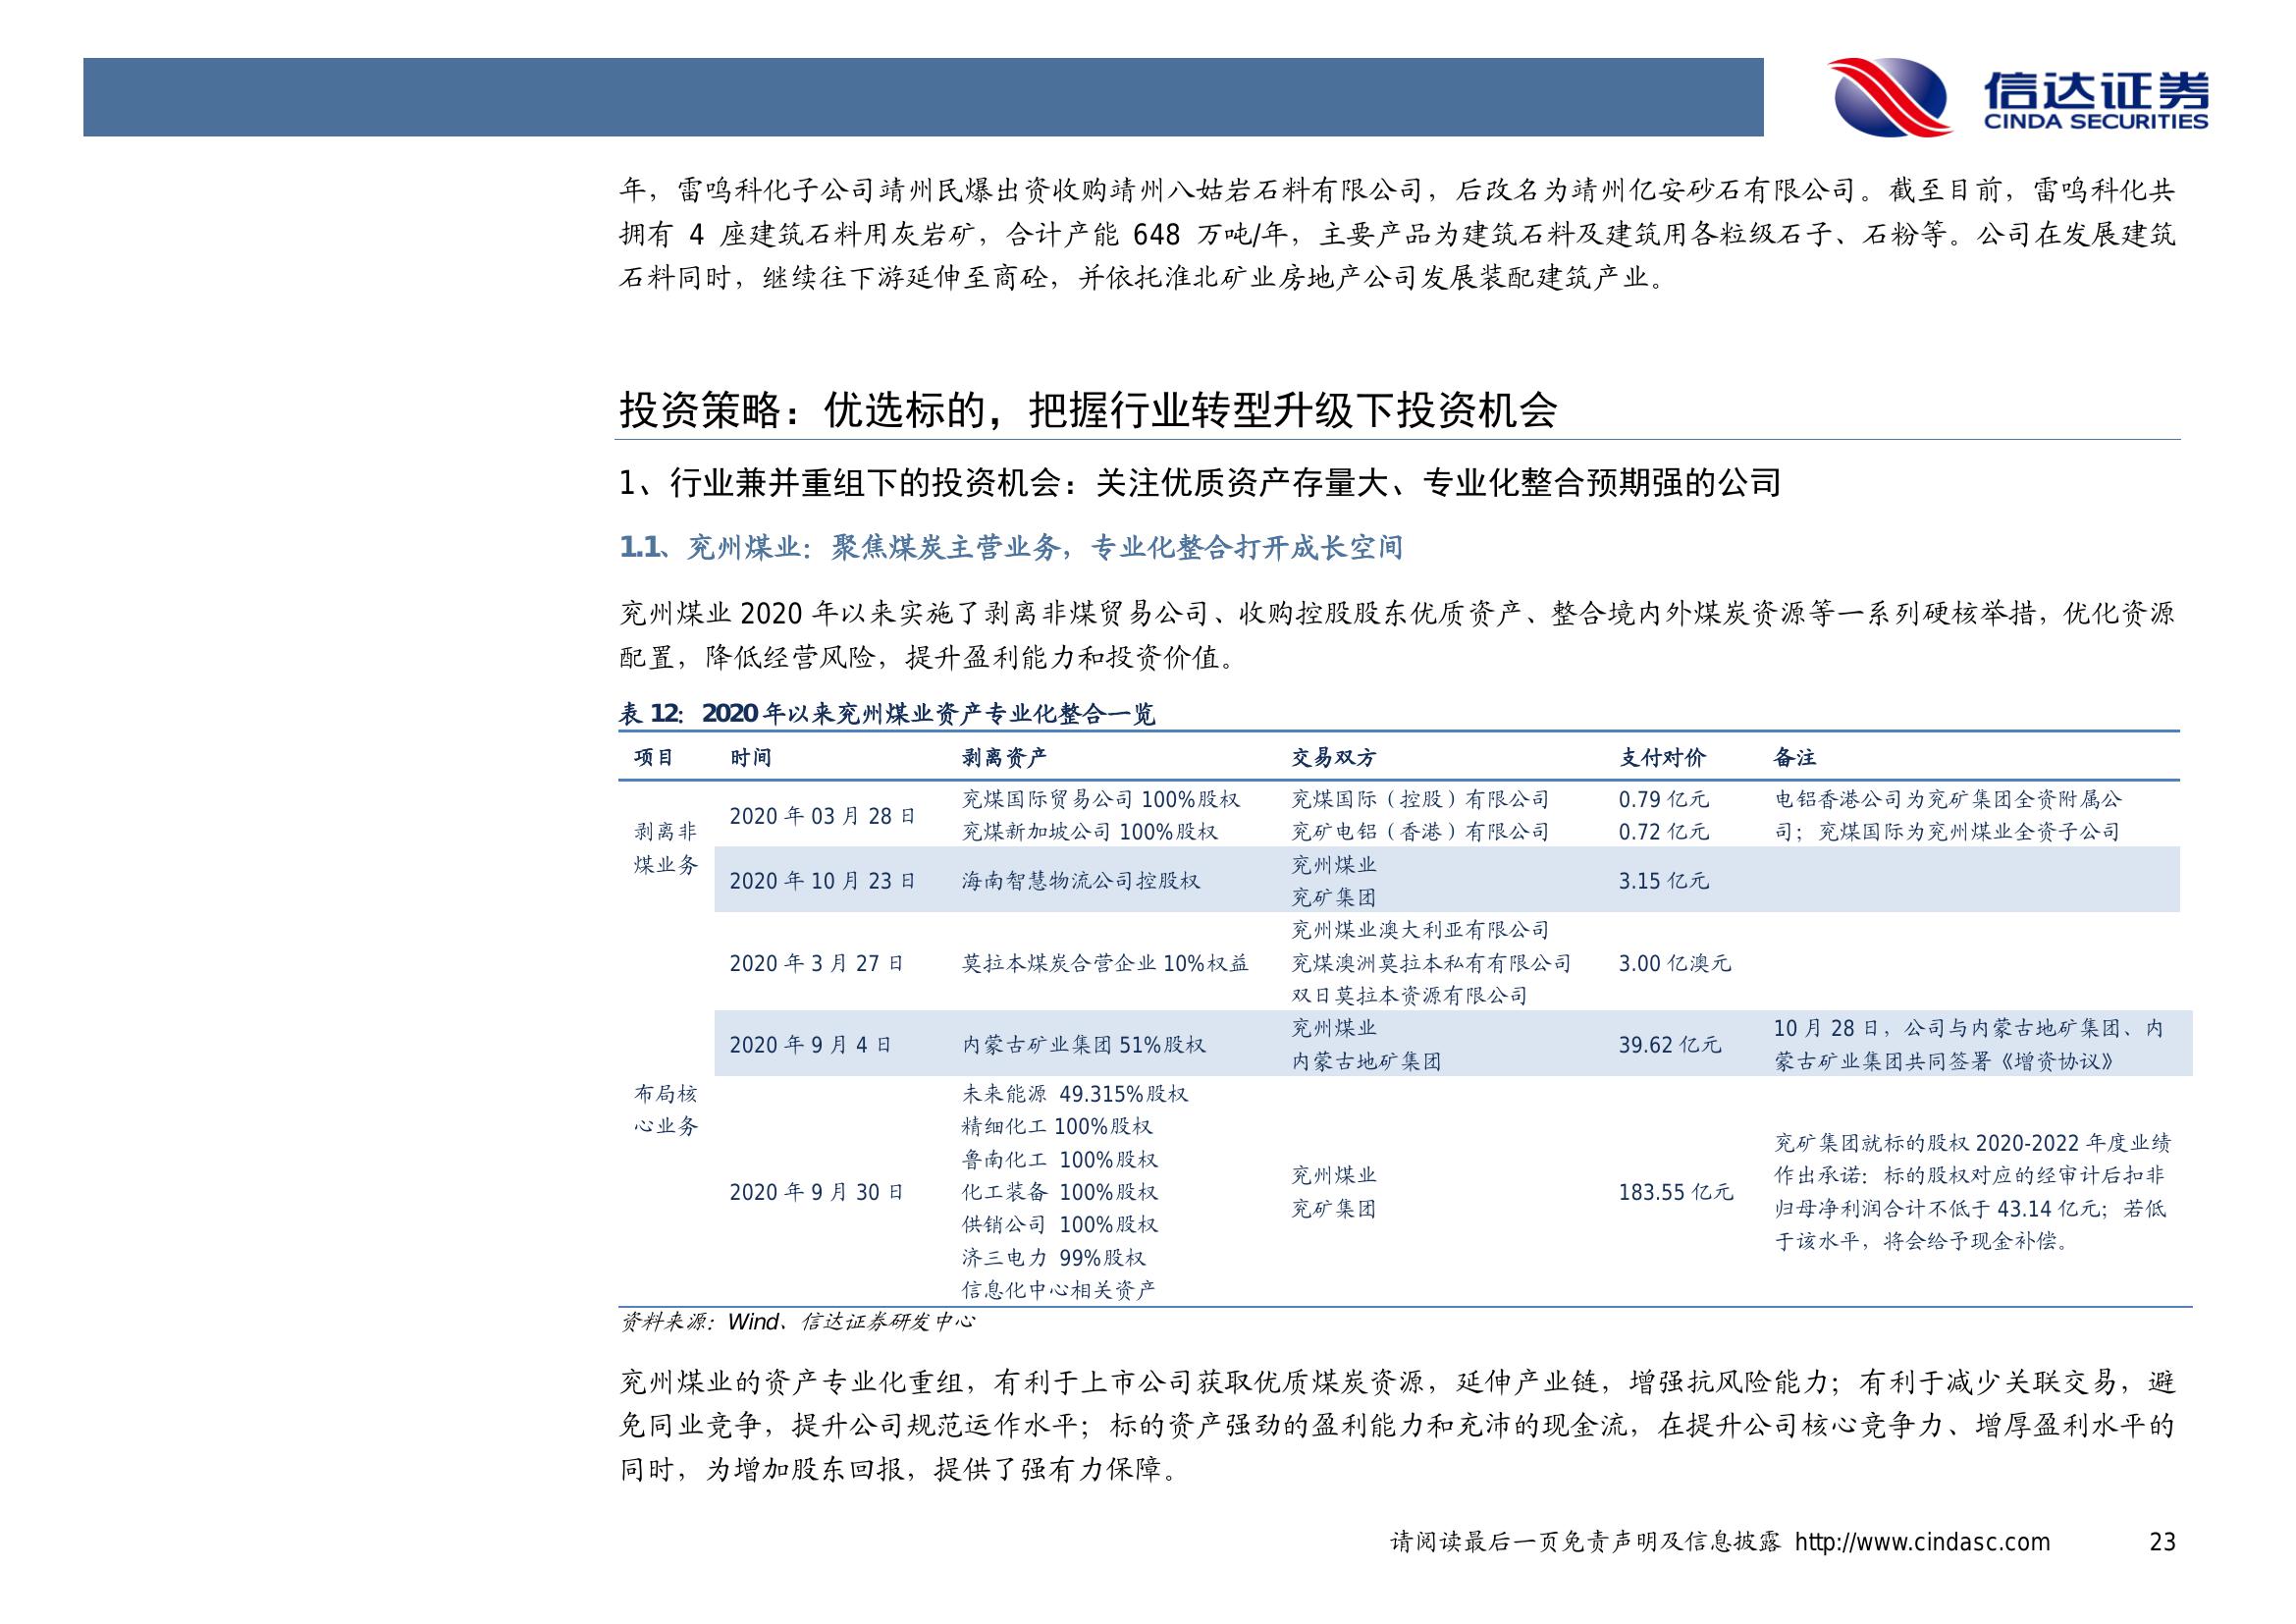 信达证券
CINDA SECURITIES
年，雷鸣科化子公司靖州民爆出资收购靖州八姑岩石料有限公司，后改名为靖州亿安砂石有限公司。截至目前，雷鸣科化共
拥有 4 座建筑石料用灰岩矿，合计产能 648 万吨/年，主要产品为建筑石料及建筑用各粒级石子、石粉等。公司在发展建筑
石料同时，继续往下游延伸至商砼，并依托淮北矿业房地产公司发展装配建筑产业。
投资策略：优选标的，把握行业转型升级下投资机会
1、行业兼并重组下的投资机会：关注优质资产存量大、专业化整合预期强的公司
1.1、兖州煤业：聚焦煤炭主营业务，专业化整合打开成长空间
兖州煤业 2020 年以来实施了剥离非煤贸易公司、收购控股股东优质资产、整合境内外煤炭资源等一系列硬核举措，优化资源
配置，降低经营风险，提升盈利能力和投资价值。
表 12：2020 年以来兖州煤业资产专业化整合一览
项目 时间 剥离资产 交易双方 支付对价 备注
剥离非
煤业务
2020 年 03 月 28 日
兖煤国际贸易公司 100%股权
兖煤新加坡公司 100%股权
兖煤国际（控股）有限公司
兖矿电铝（香港）有限公司
0.79 亿元
0.72 亿元
电铝香港公司为兖矿集团全资附属公
司；兖煤国际为兖州煤业全资子公司
2020 年 10 月 23 日
海南智慧物流公司控股权
兖州煤业
兖矿集团
3.15 亿元
布局核
心业务
2020 年 3 月 27 日
莫拉本煤炭合营企业 10%权益
兖州煤业澳大利亚有限公司
兖煤澳洲莫拉本私有有限公司
双日莫拉本资源有限公司
3.00 亿澳元
2020 年 9 月 4 日
内蒙古矿业集团 51%股权
兖州煤业
内蒙古地矿集团
39.62 亿元
10 月 28 日，公司与内蒙古地矿集团、内
蒙古矿业集团共同签署《增资协议》
2020 年 9 月 30 日
未来能源 49.315%股权
精细化工 100%股权
鲁南化工 100%股权
化工装备 100%股权
供销公司 100%股权
济三电力 99%股权
信息化中心相关资产
兖州煤业
兖矿集团
183.55 亿元
兖矿集团就标的股权 2020-2022 年度业绩
作出承诺：标的股权对应的经审计后扣非
归母净利润合计不低于 43.14 亿元；若低
于该水平，将会给予现金补偿。
资料来源：Wind、信达证券研发中心
兖州煤业的资产专业化重组，有利于上市公司获取优质煤炭资源，延伸产业链，增强抗风险能力；有利于减少关联交易，避
免同业竞争，提升公司规范运作水平；标的资产强劲的盈利能力和充沛的现金流，在提升公司核心竞争力、增厚盈利水平的
同时，为增加股东回报，提供了强有力保障。
请阅读最后一页免责声明及信息披露 http://www.cindasc.com 23